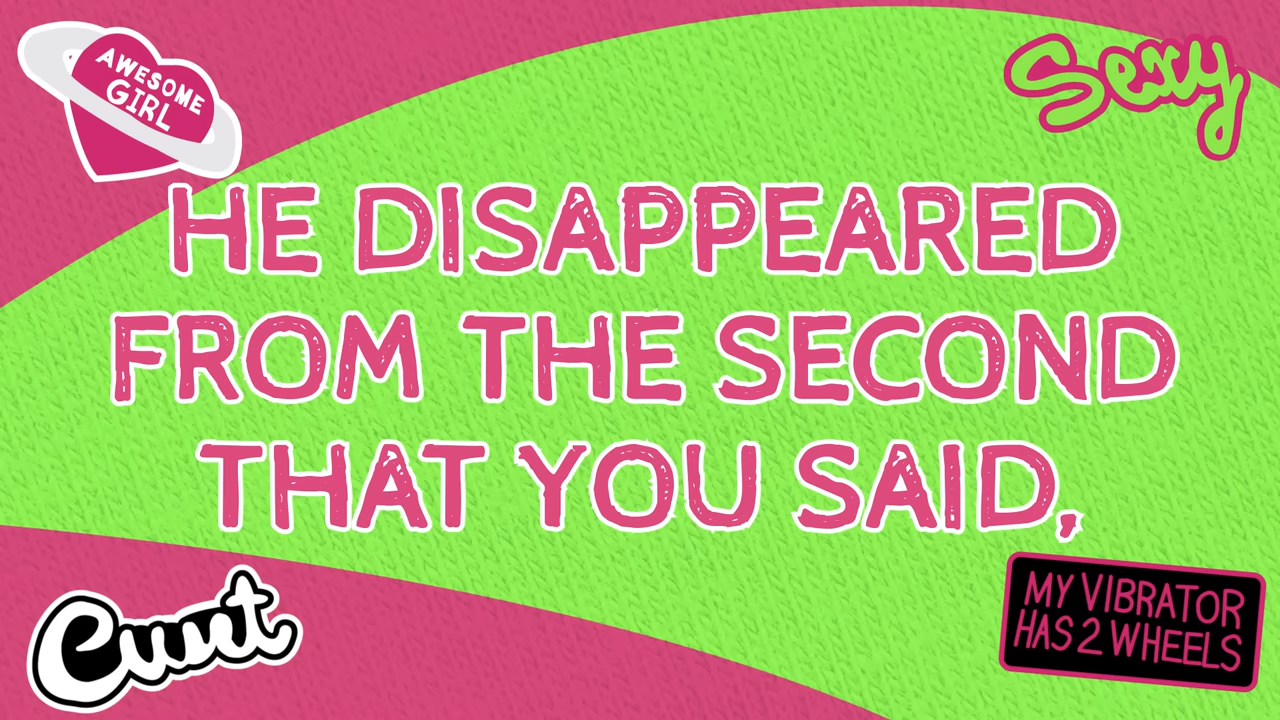 AWESOME
GIRL
Sexy
HE DISAPPEARED
FROM THE SECOND
THAT YOU SAID,
Cunt
MY VIBRATOR
HAS 2 WHEELS